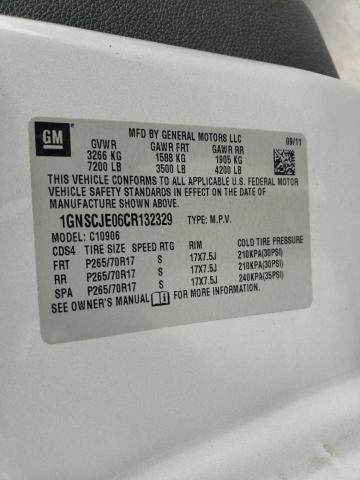 GM
MFD BY GENERAL MOTORS LLC 09/11
GVWR GAWR FRT GAWR RR
3266 KG 1588 KG 1905 KG
7200 LB 3500 LB 4200 LB
THIS VEHICLE CONFORMS TO ALL APPLICABLE U.S. FEDERAL MOTOR
VEHICLE SAFETY STANDARDS IN EFFECT ON THE DATE OF
MANUFACTURE SHOWN ABOVE.
1GNSCJE06CR132329 TYPE: M.P.V.
MODEL: C10906
CDS4 TIRE SIZE SPEED RTG RIM COLD TIRE PRESSURE
FRT P265/70R17 S 17X7.5J 210KPA(30PSI)
RR P265/70R17 S 17X7.5J 210KPA(30PSI)
SPA P265/70R17 S 17X7.5J 240KPA(35PSI)
SEE OWNER'S MANUAL FOR MORE INFORMATION.